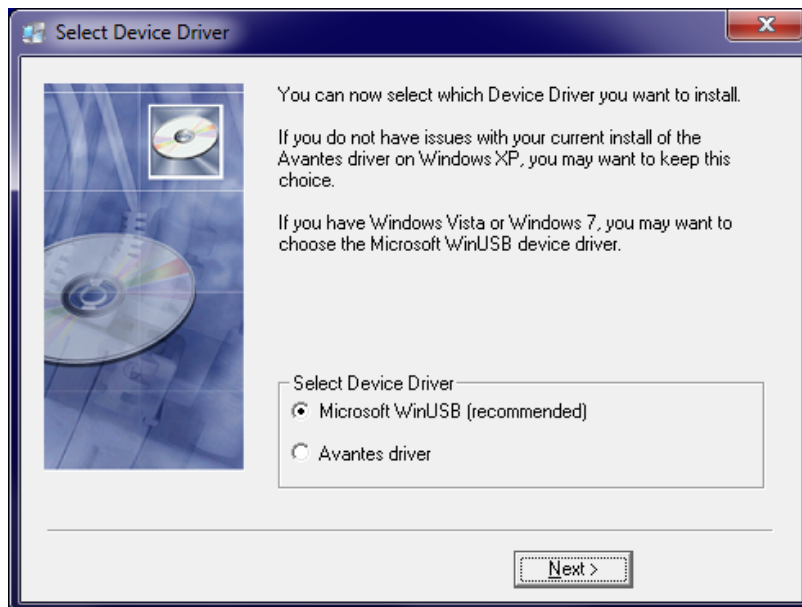 Select Device Driver
You can now select which Device Driver you want to install.
If you do not have issues with your current install of the
Avantes driver on Windows XP, you may want to keep this
choice.
If you have Windows Vista or Windows 7, you may want to
choose the Microsoft WinUSB device driver.
Select Device Driver
Microsoft WinUSB (recommended)
Avantes driver
Next >